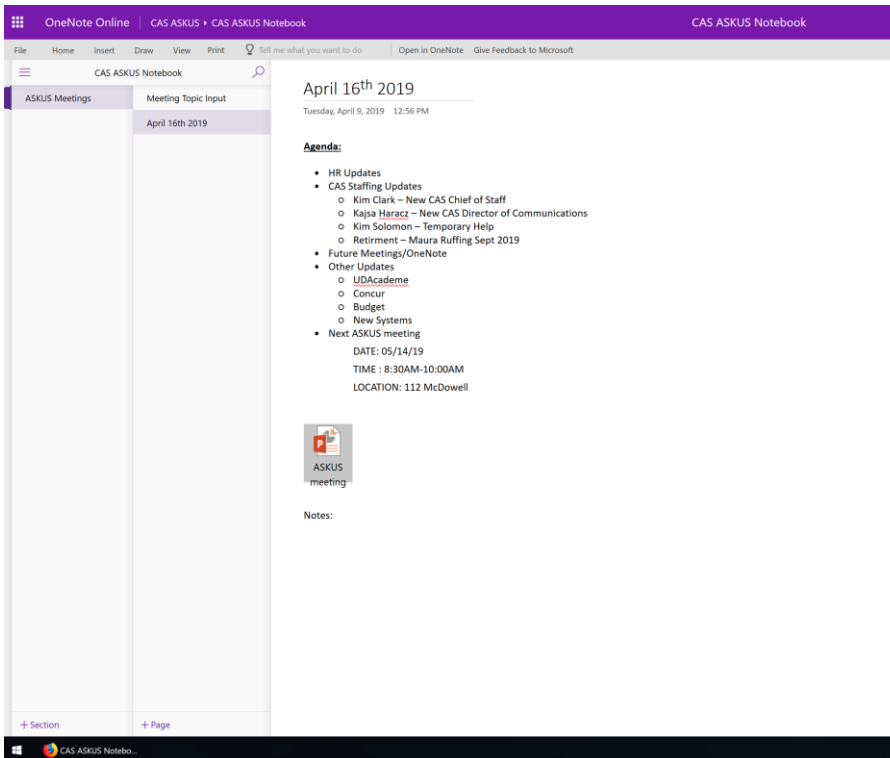 OneNote Online CAS ASKUS ▸ CAS ASKUS Notebook CAS ASKUS Notebook
File Home Insert Draw View Print Tell me what you want to do Open in OneNote Give Feedback to Microsoft
CAS ASKUS Notebook
ASKUS Meetings
Meeting Topic Input
April 16th 2019
April 16th 2019
Tuesday, April 9, 2019 12:56 PM
Agenda:
• HR Updates
• CAS Staffing Updates
o Kim Clark – New CAS Chief of Staff
o Kajsa Haracz – New CAS Director of Communications
o Kim Solomon – Temporary Help
o Retirment – Maura Ruffing Sept 2019
• Future Meetings/OneNote
• Other Updates
o UDAcademe
o Concur
o Budget
o New Systems
• Next ASKUS meeting
DATE: 05/14/19
TIME : 8:30AM-10:00AM
LOCATION: 112 McDowell
P
ASKUS
meeting
Notes:
+ Section
+ Page
CAS ASKUS Notebo...